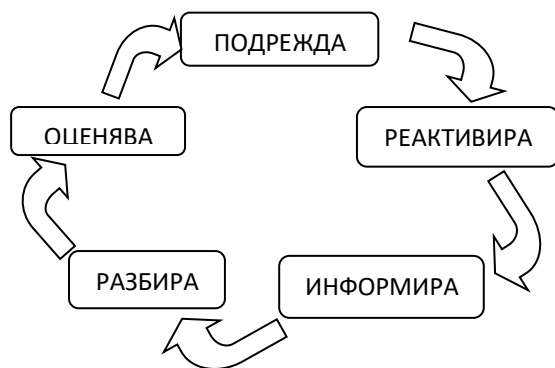 ПОДРЕЖДА
РЕАКТИВИРА
ИНФОРМИРА
РАЗБИРА
ОЦЕНЯВА